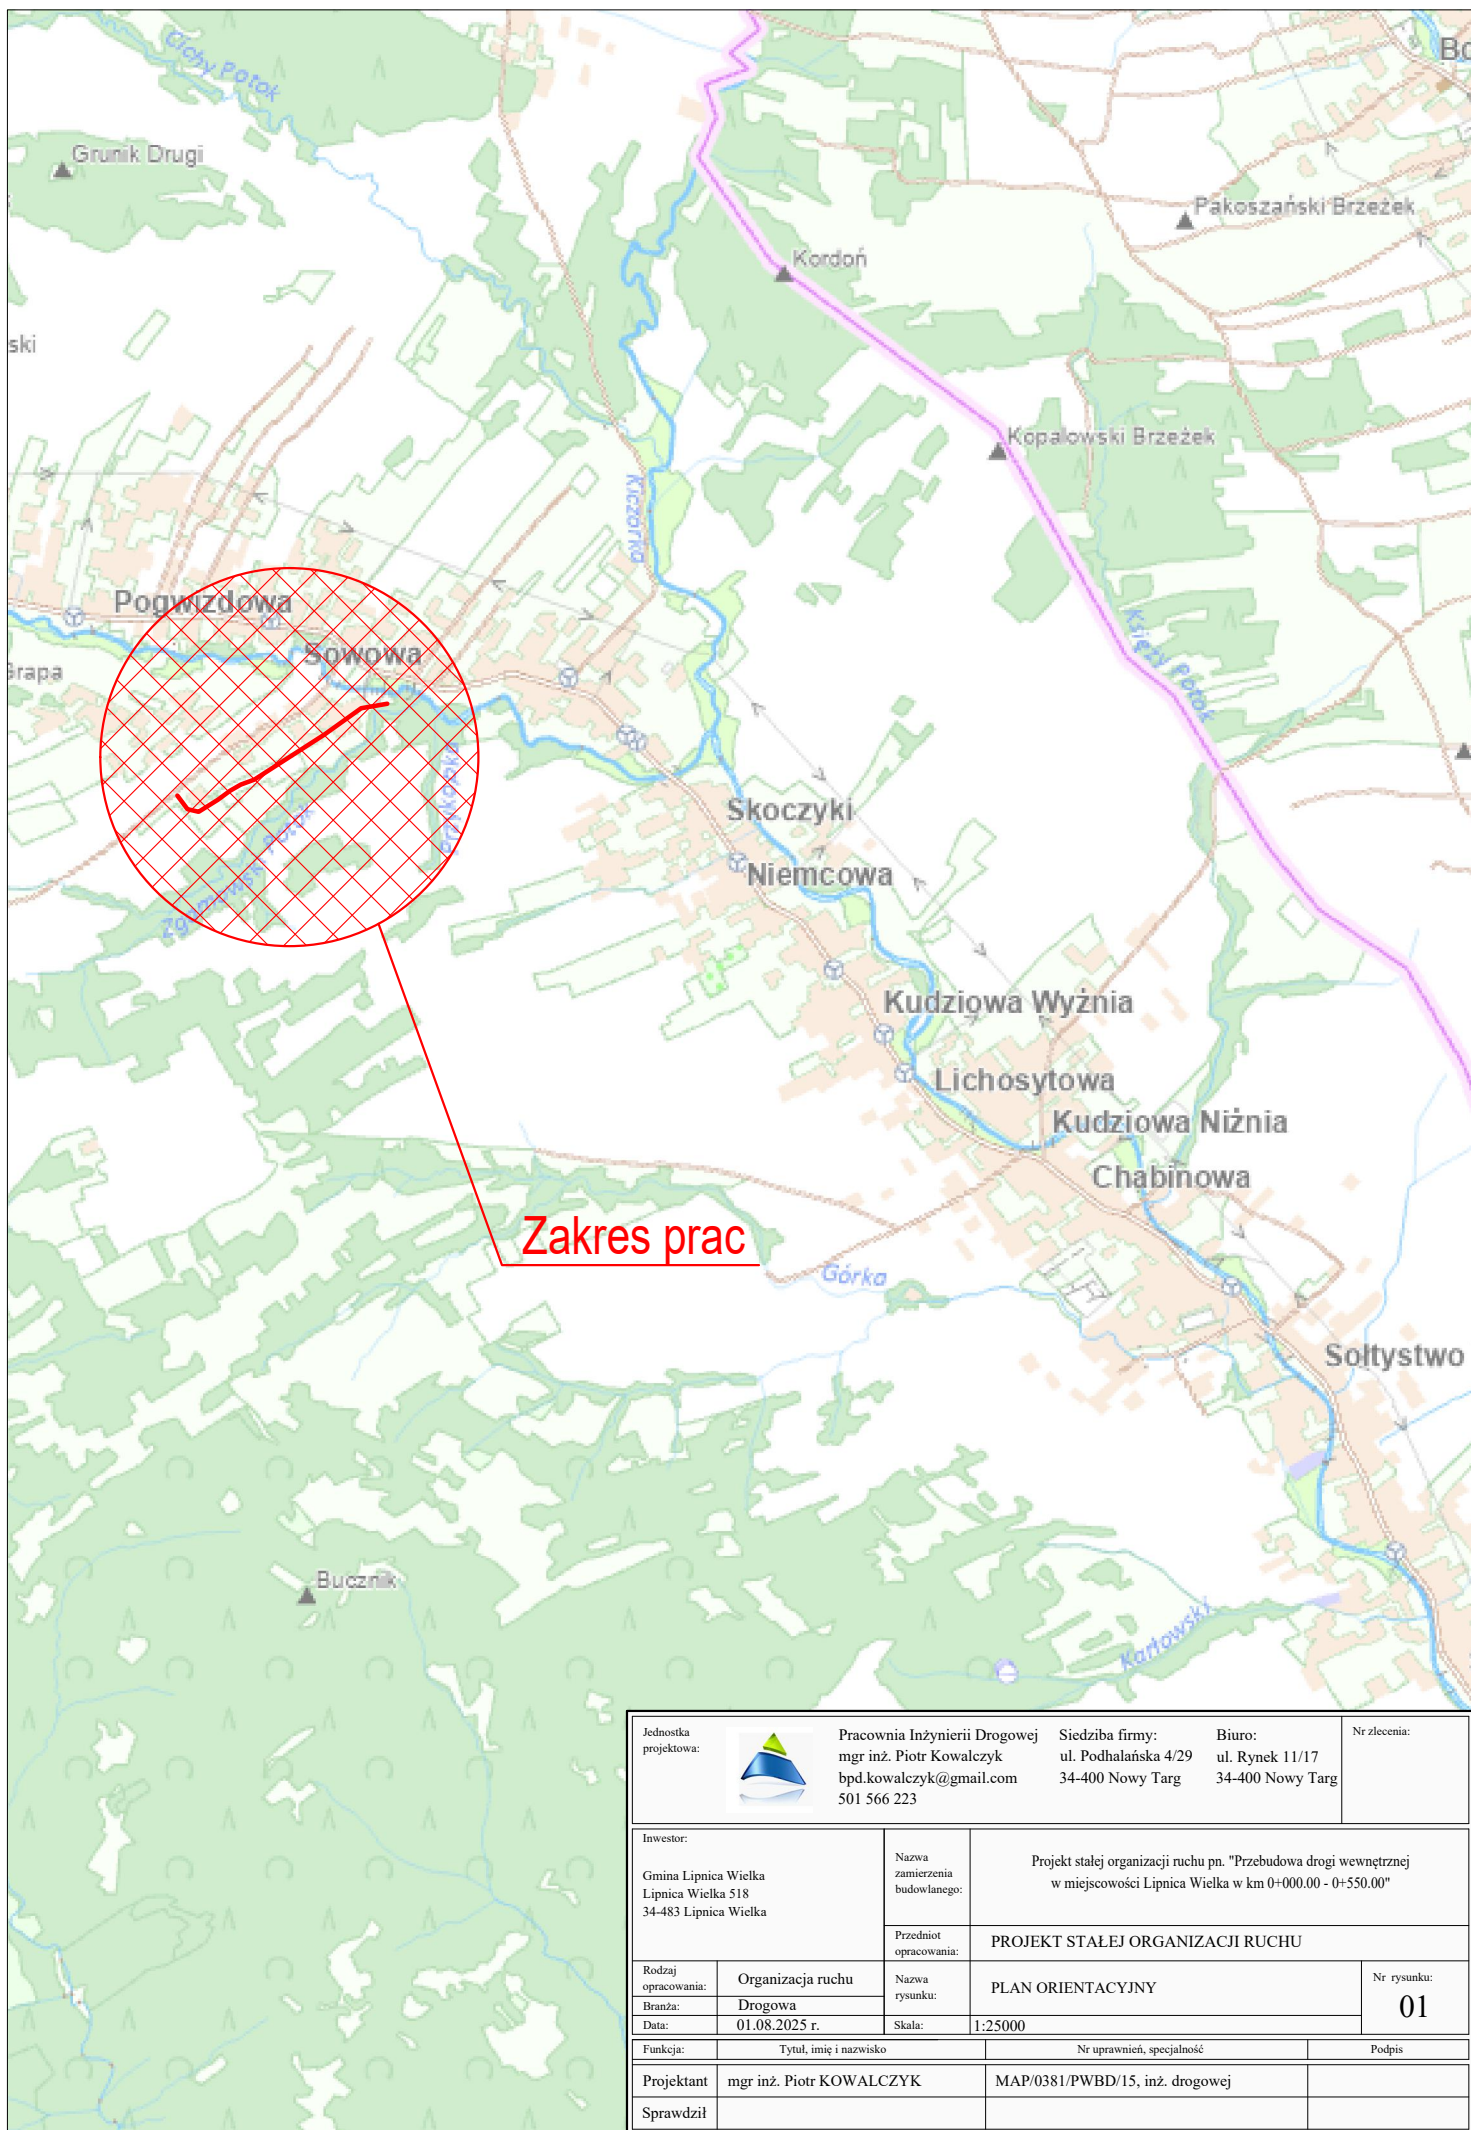 Cichy Potok
Bo
Grunik Drugi
Pakoszański Brzeżek
Kordoń
ski
Kopalowski Brzeżek
Kiczorka
Księży Potok
Pogwizdowa
Sowowa
Grapa
Przykopka
Skoczyki
Niemcowa
Potok
Kudziowa Wyżnia
Lichosytowa
Kudziowa Niżnia
Chabinowa
Zakres prac
Górka
Sołtystwo
Bucznik
Kartowski
Jednostka
projektowa:
Pracownia Inżynierii Drogowej
mgr inż. Piotr Kowalczyk
bpd.kowalczyk@gmail.com
501 566 223
Siedziba firmy:
ul. Podhalańska 4/29
34-400 Nowy Targ
Biuro:
ul. Rynek 11/17
34-400 Nowy Targ
Nr zlecenia:
Inwestor:
Gmina Lipnica Wielka
Lipnica Wielka 518
34-483 Lipnica Wielka
Nazwa
zamierzenia
budowlanego:
Projekt stałej organizacji ruchu pn. "Przebudowa drogi wewnętrznej
w miejscowości Lipnica Wielka w km 0+000.00 - 0+550.00"
Przedniot
opracowania:
PROJEKT STAŁEJ ORGANIZACJI RUCHU
Rodzaj
opracowania:
Organizacja ruchu
Nazwa
rysunku:
PLAN ORIENTACYJNY
Nr rysunku:
01
Branża:
Drogowa
Data:
01.08.2025 r.
Skala:
1:25000
Funkcja:
Tytuł, imię i nazwisko
Nr uprawnień, specjalność
Podpis
Projektant
mgr inż. Piotr KOWALCZYK
MAP/0381/PWBD/15, inż. drogowej
Sprawdził